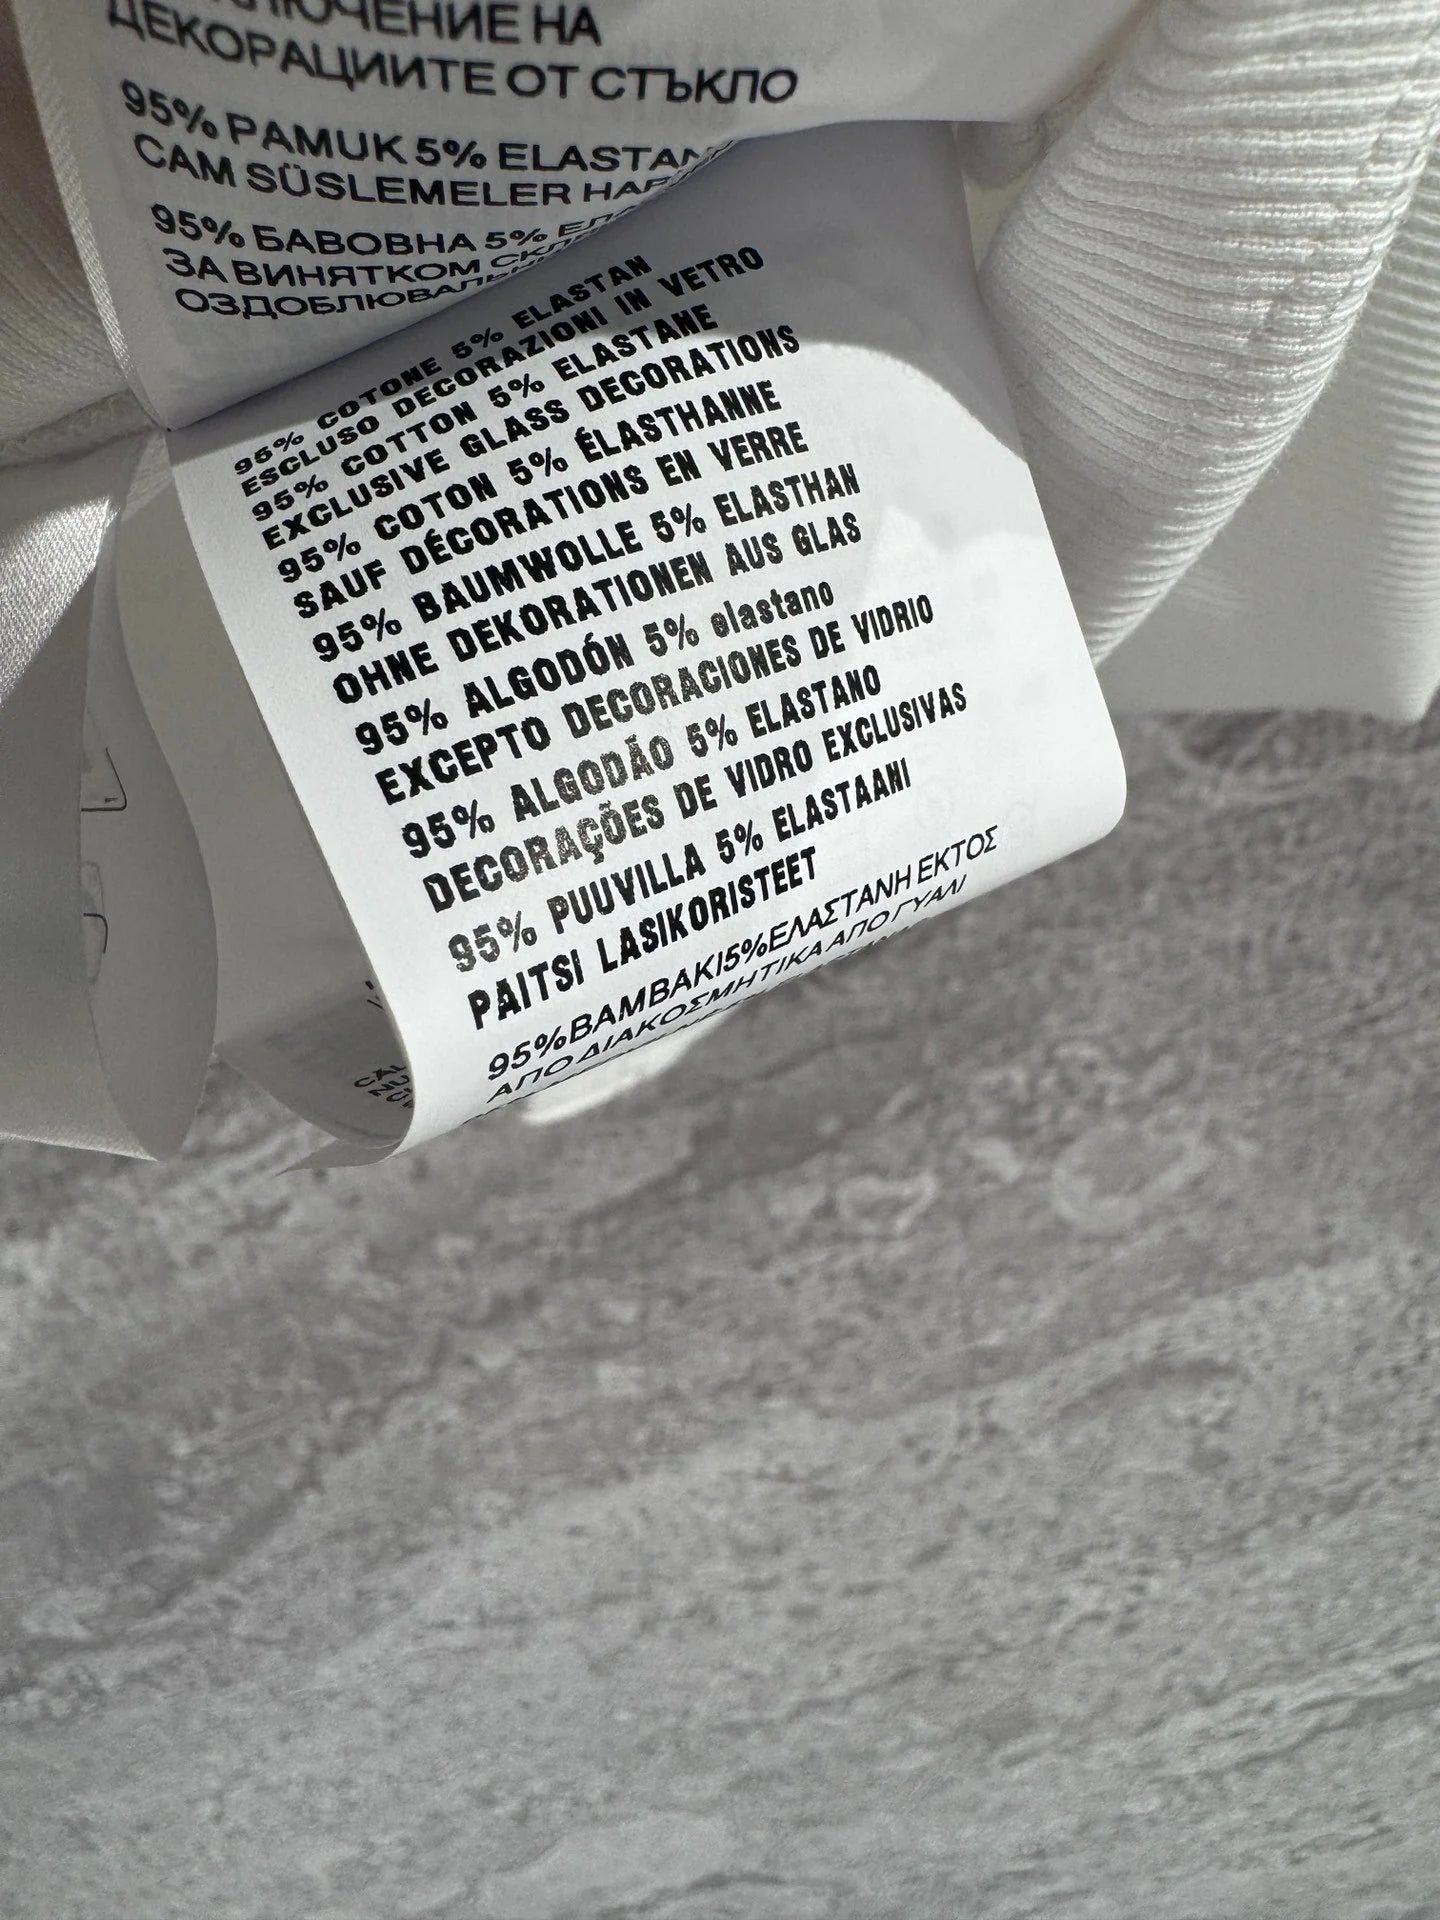 ДЕКОРАЦИИТЕ ОТ СТЪКЛО
95% PAMUK 5% ELASTAN
CAM SÜSLEMELER
95% БАВОВНА 5%
ЗА ВИНЯТКОМ
95% COTONE 5% ELASTAN
ESCLUSO DECORAZIONI IN VETRO
95% COTTON 5% ELASTANE
EXCLUSIVE GLASS DECORATIONS
95% COTON 5% ÉLASTHANNE
SAUF DÉCORATIONS EN VERRE
95% BAUMWOLLE 5% ELASTHAN
OHNE DEKORATIONEN AUS GLAS
95% ALGODÓN 5% elastano
EXCEPTO DECORACIONES DE VIDRIO
95% ALGODÃO 5% ELASTANO
DECORAÇÕES DE VIDRO EXCLUSIVAS
95% PUUVILLA 5% ELASTAANI
PAITSI LASIKORISTEET
95%ΒΑΜΒΑΚΙ5%ΕΛΑΣΤΑΝΗ ΕΚΤΟΣ
ΑΠΟ ΔΙΑΚΟΣΜΗΤΙΚΑ ΑΠΟ ΓΥΑΛΙ